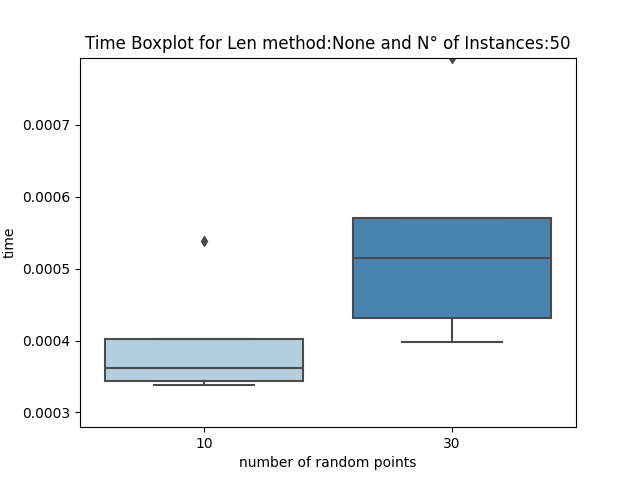 Time Boxplot for Len method:None and N° of Instances:50
0.0007
0.0006
0.0005
0.0004
0.0003
time
10 30
number of random points